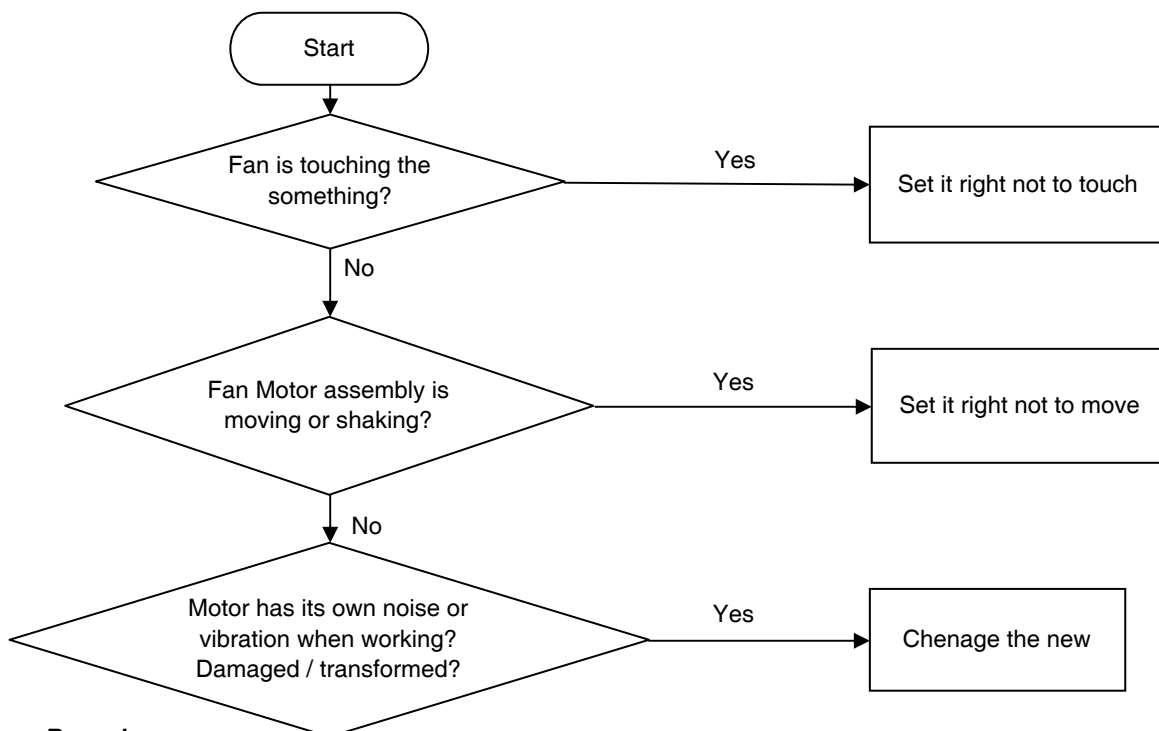 Start
Fan is touching the
something?
Yes
Set it right not to touch
No
Fan Motor assembly is
moving or shaking?
Yes
Set it right not to move
No
Motor has its own noise or
vibration when working?
Damaged / transformed?
Yes
Chenage the new